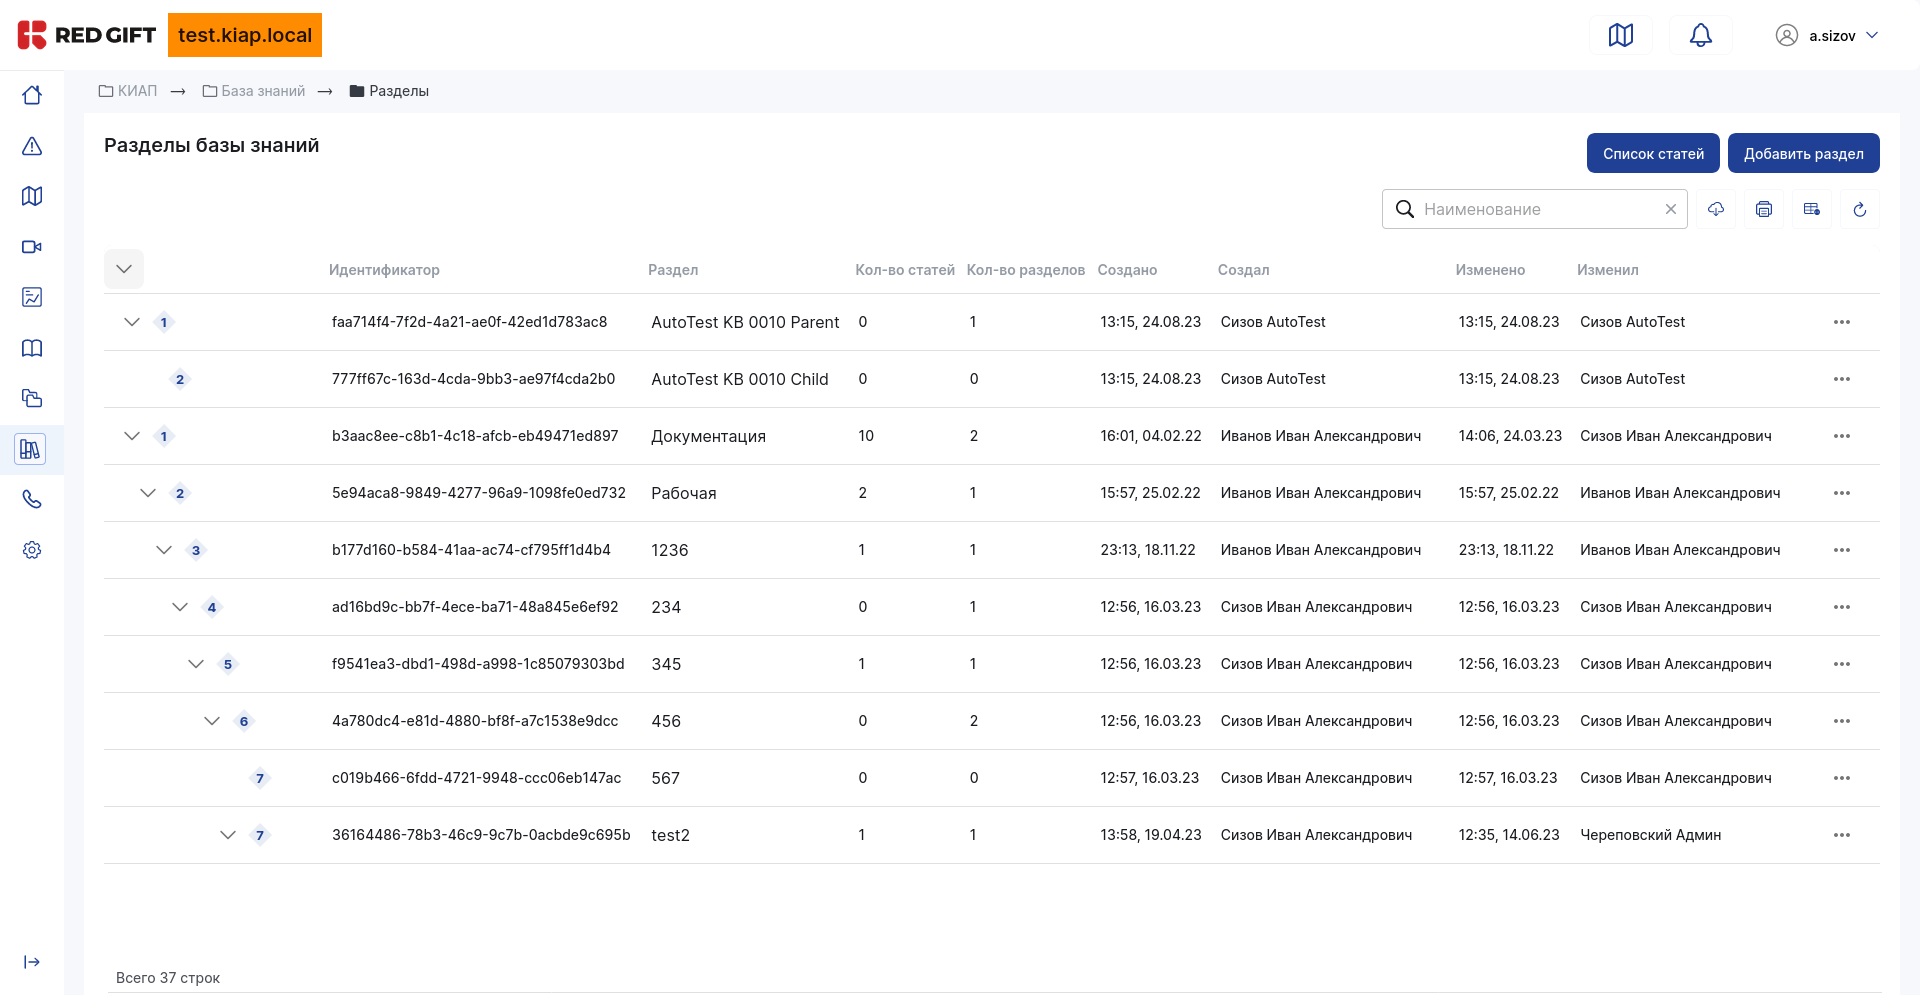 RED GIFT test.kiap.local a.sizov
КИАП → База знаний → Разделы
Разделы базы знаний
Список статей Добавить раздел
Наименование
Идентификатор Раздел Кол-во статей Кол-во разделов Создано Создал Изменено Изменил
1 faa714f4-7f2d-4a21-ae0f-42ed1d783ac8 AutoTest KB 0010 Parent 0 1 13:15, 24.08.23 Сизов AutoTest 13:15, 24.08.23 Сизов AutoTest
2 777ff67c-163d-4cda-9bb3-ae97f4cda2b0 AutoTest KB 0010 Child 0 0 13:15, 24.08.23 Сизов AutoTest 13:15, 24.08.23 Сизов AutoTest
1 b3aac8ee-c8b1-4c18-afcb-eb49471ed897 Документация 10 2 16:01, 04.02.22 Иванов Иван Александрович 14:06, 24.03.23 Сизов Иван Александрович
2 5e94aca8-9849-4277-96a9-1098fe0ed732 Рабочая 2 1 15:57, 25.02.22 Иванов Иван Александрович 15:57, 25.02.22 Иванов Иван Александрович
3 b177d160-b584-41aa-ac74-cf795ff1d4b4 1236 1 1 23:13, 18.11.22 Иванов Иван Александрович 23:13, 18.11.22 Иванов Иван Александрович
4 ad16bd9c-bb7f-4ece-ba71-48a845e6ef92 234 0 1 12:56, 16.03.23 Сизов Иван Александрович 12:56, 16.03.23 Сизов Иван Александрович
5 f9541ea3-dbd1-498d-a998-1c85079303bd 345 1 1 12:56, 16.03.23 Сизов Иван Александрович 12:56, 16.03.23 Сизов Иван Александрович
6 4a780dc4-e81d-4880-bf8f-a7c1538e9dcc 456 0 2 12:56, 16.03.23 Сизов Иван Александрович 12:56, 16.03.23 Сизов Иван Александрович
7 c019b466-6fdd-4721-9948-ccc06eb147ac 567 0 0 12:57, 16.03.23 Сизов Иван Александрович 12:57, 16.03.23 Сизов Иван Александрович
7 36164486-78b3-46c9-9c7b-0acbde9c695b test2 1 1 13:58, 19.04.23 Сизов Иван Александрович 12:35, 14.06.23 Череповский Админ
Всего 37 строк